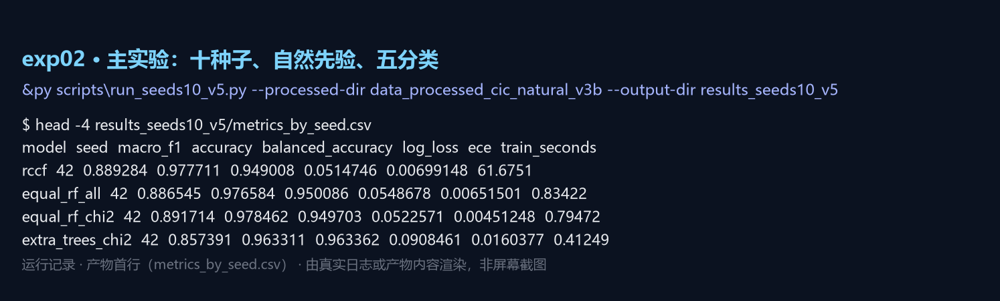 exp02 · 主实验：十种子、自然先验、五分类
&py scripts\run_seeds10_v5.py --processed-dir data_processed_cic_natural_v3b --output-dir results_seeds10_v5
$ head -4 results_seeds10_v5/metrics_by_seed.csv
model seed macro_f1 accuracy balanced_accuracy log_loss ece train_seconds
rccf 42 0.889284 0.977711 0.949008 0.0514746 0.00699148 61.6751
equal_rf_all 42 0.886545 0.976584 0.950086 0.0548678 0.00651501 0.83422
equal_rf_chi2 42 0.891714 0.978462 0.949703 0.0522571 0.00451248 0.79472
extra_trees_chi2 42 0.857391 0.963311 0.963362 0.0908461 0.0160377 0.41249
运行记录 · 产物首行（metrics_by_seed.csv） · 由真实日志或产物内容渲染，非屏幕截图